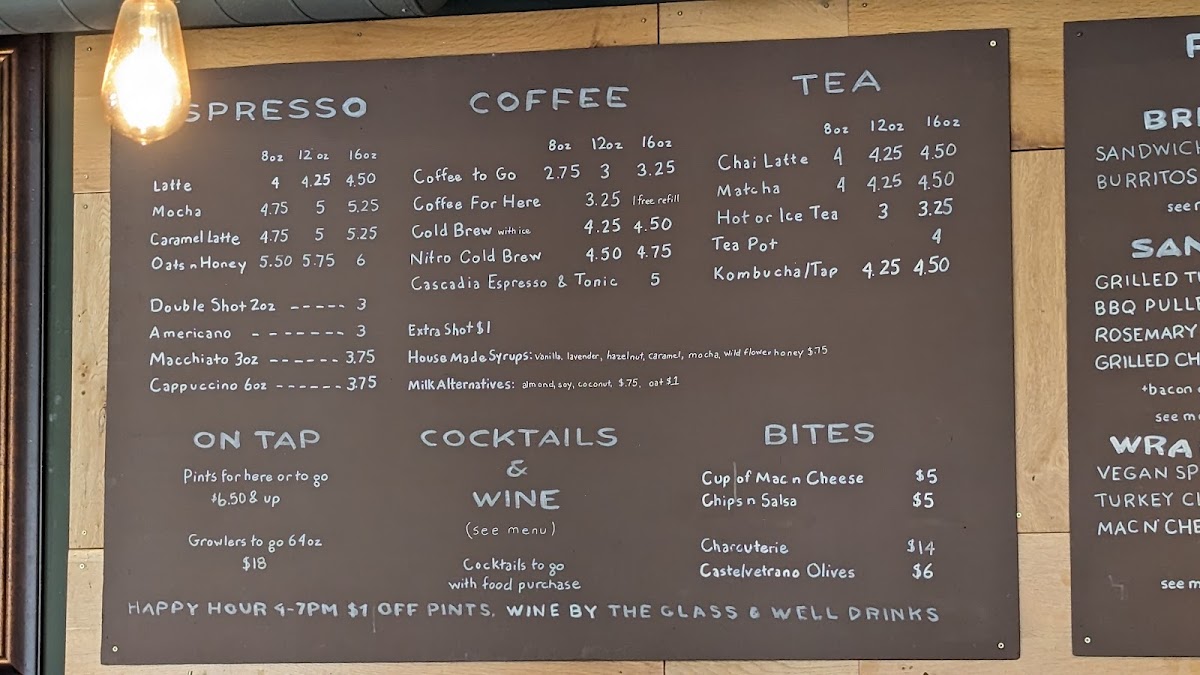 SPRESSO
8oz 12 oz 16oz
Latte 4 4.25 4.50
Mocha 4.75 5 5.25
Caramel Latte 4.75 5 5.25
Oats n Honey 5.50 5.75 6
Double Shot 2oz ----- 3
Americano - ------- 3
Macchiato 3oz ------ 3.75
Cappuccino 6oz ------ 3.75
COFFEE
8oz 12oz 16oz
Coffee to Go 2.75 3 3.25
Coffee For Here 3.25 1 free refill
Cold Brew with ice 4.25 4.50
Nitro Cold Brew 4.50 4.75
Cascadia Espresso & Tonic 5
Extra Shot $1
House Made Syrups: vanilla, lavender, hazelnut, caramel, mocha, wild flower honey $.75
Milk Alternatives: almond, soy, coconut, $.75, oat $1
TEA
8oz 12oz 16oz
Chai Latte 4 4.25 4.50
Matcha 4 4.25 4.50
Hot or Ice Tea 3 3.25
Tea Pot 4
Kombucha/Tap 4.25 4.50
ON TAP
Pints for here or to go
$6.50 & up
Growlers to go 64oz
$18
COCKTAILS
&
WINE
(see menu)
Cocktails to go
with food purchase
BITES
Cup of Mac n Cheese $5
Chips n Salsa $5
Charcuterie $14
Castelvetrano Olives $6
HAPPY HOUR 4-7PM $1 OFF PINTS, WINE BY THE GLASS & WELL DRINKS
BR
SANDWICH
BURRITOS
see
SAN
GRILLED T
BBQ PULLE
ROSEMARY
GRILLED CH
+bacon
see m
WRA
VEGAN SP
TURKEY C
MAC N' CHE
see m